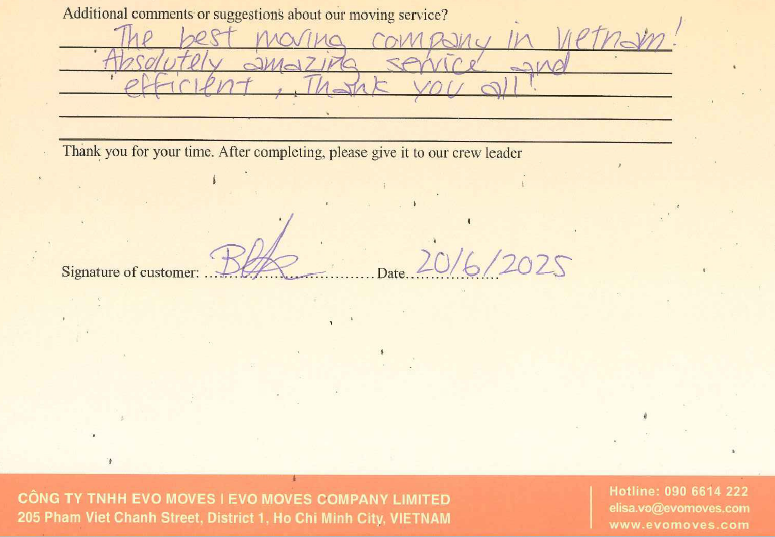 Additional comments or suggestions about our moving service?
The best moving company in Vietnam!
Absolutely amazing service and
efficient, Thank you all!
Thank you for your time. After completing, please give it to our crew leader
Signature of customer: Date 20/6/2025
CÔNG TY TNHH EVO MOVES | EVO MOVES COMPANY LIMITED
205 Pham Viet Chanh Street, District 1, Ho Chi Minh City, VIETNAM
Hotline: 090 6614 222
elisa.vo@evomoves.com
www.evomoves.com